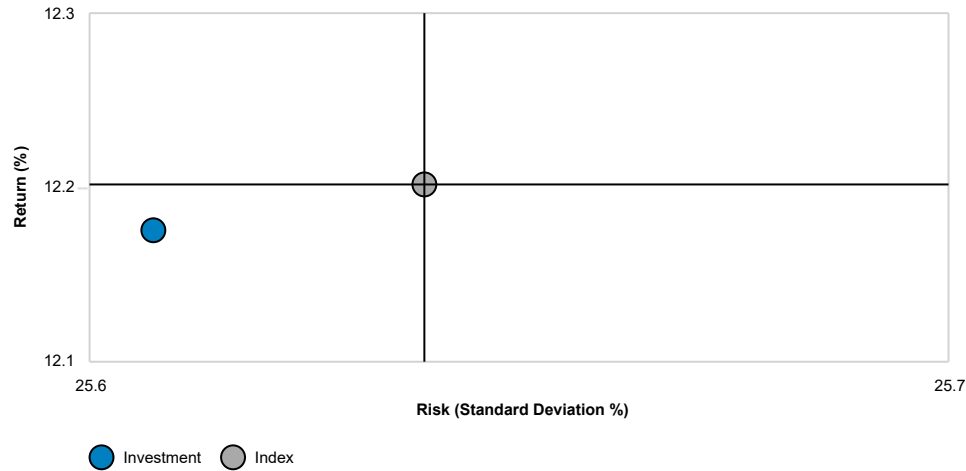 12.3
Return (%)
12.2
12.1
25.6
25.7
Risk (Standard Deviation %)
Investment
Index